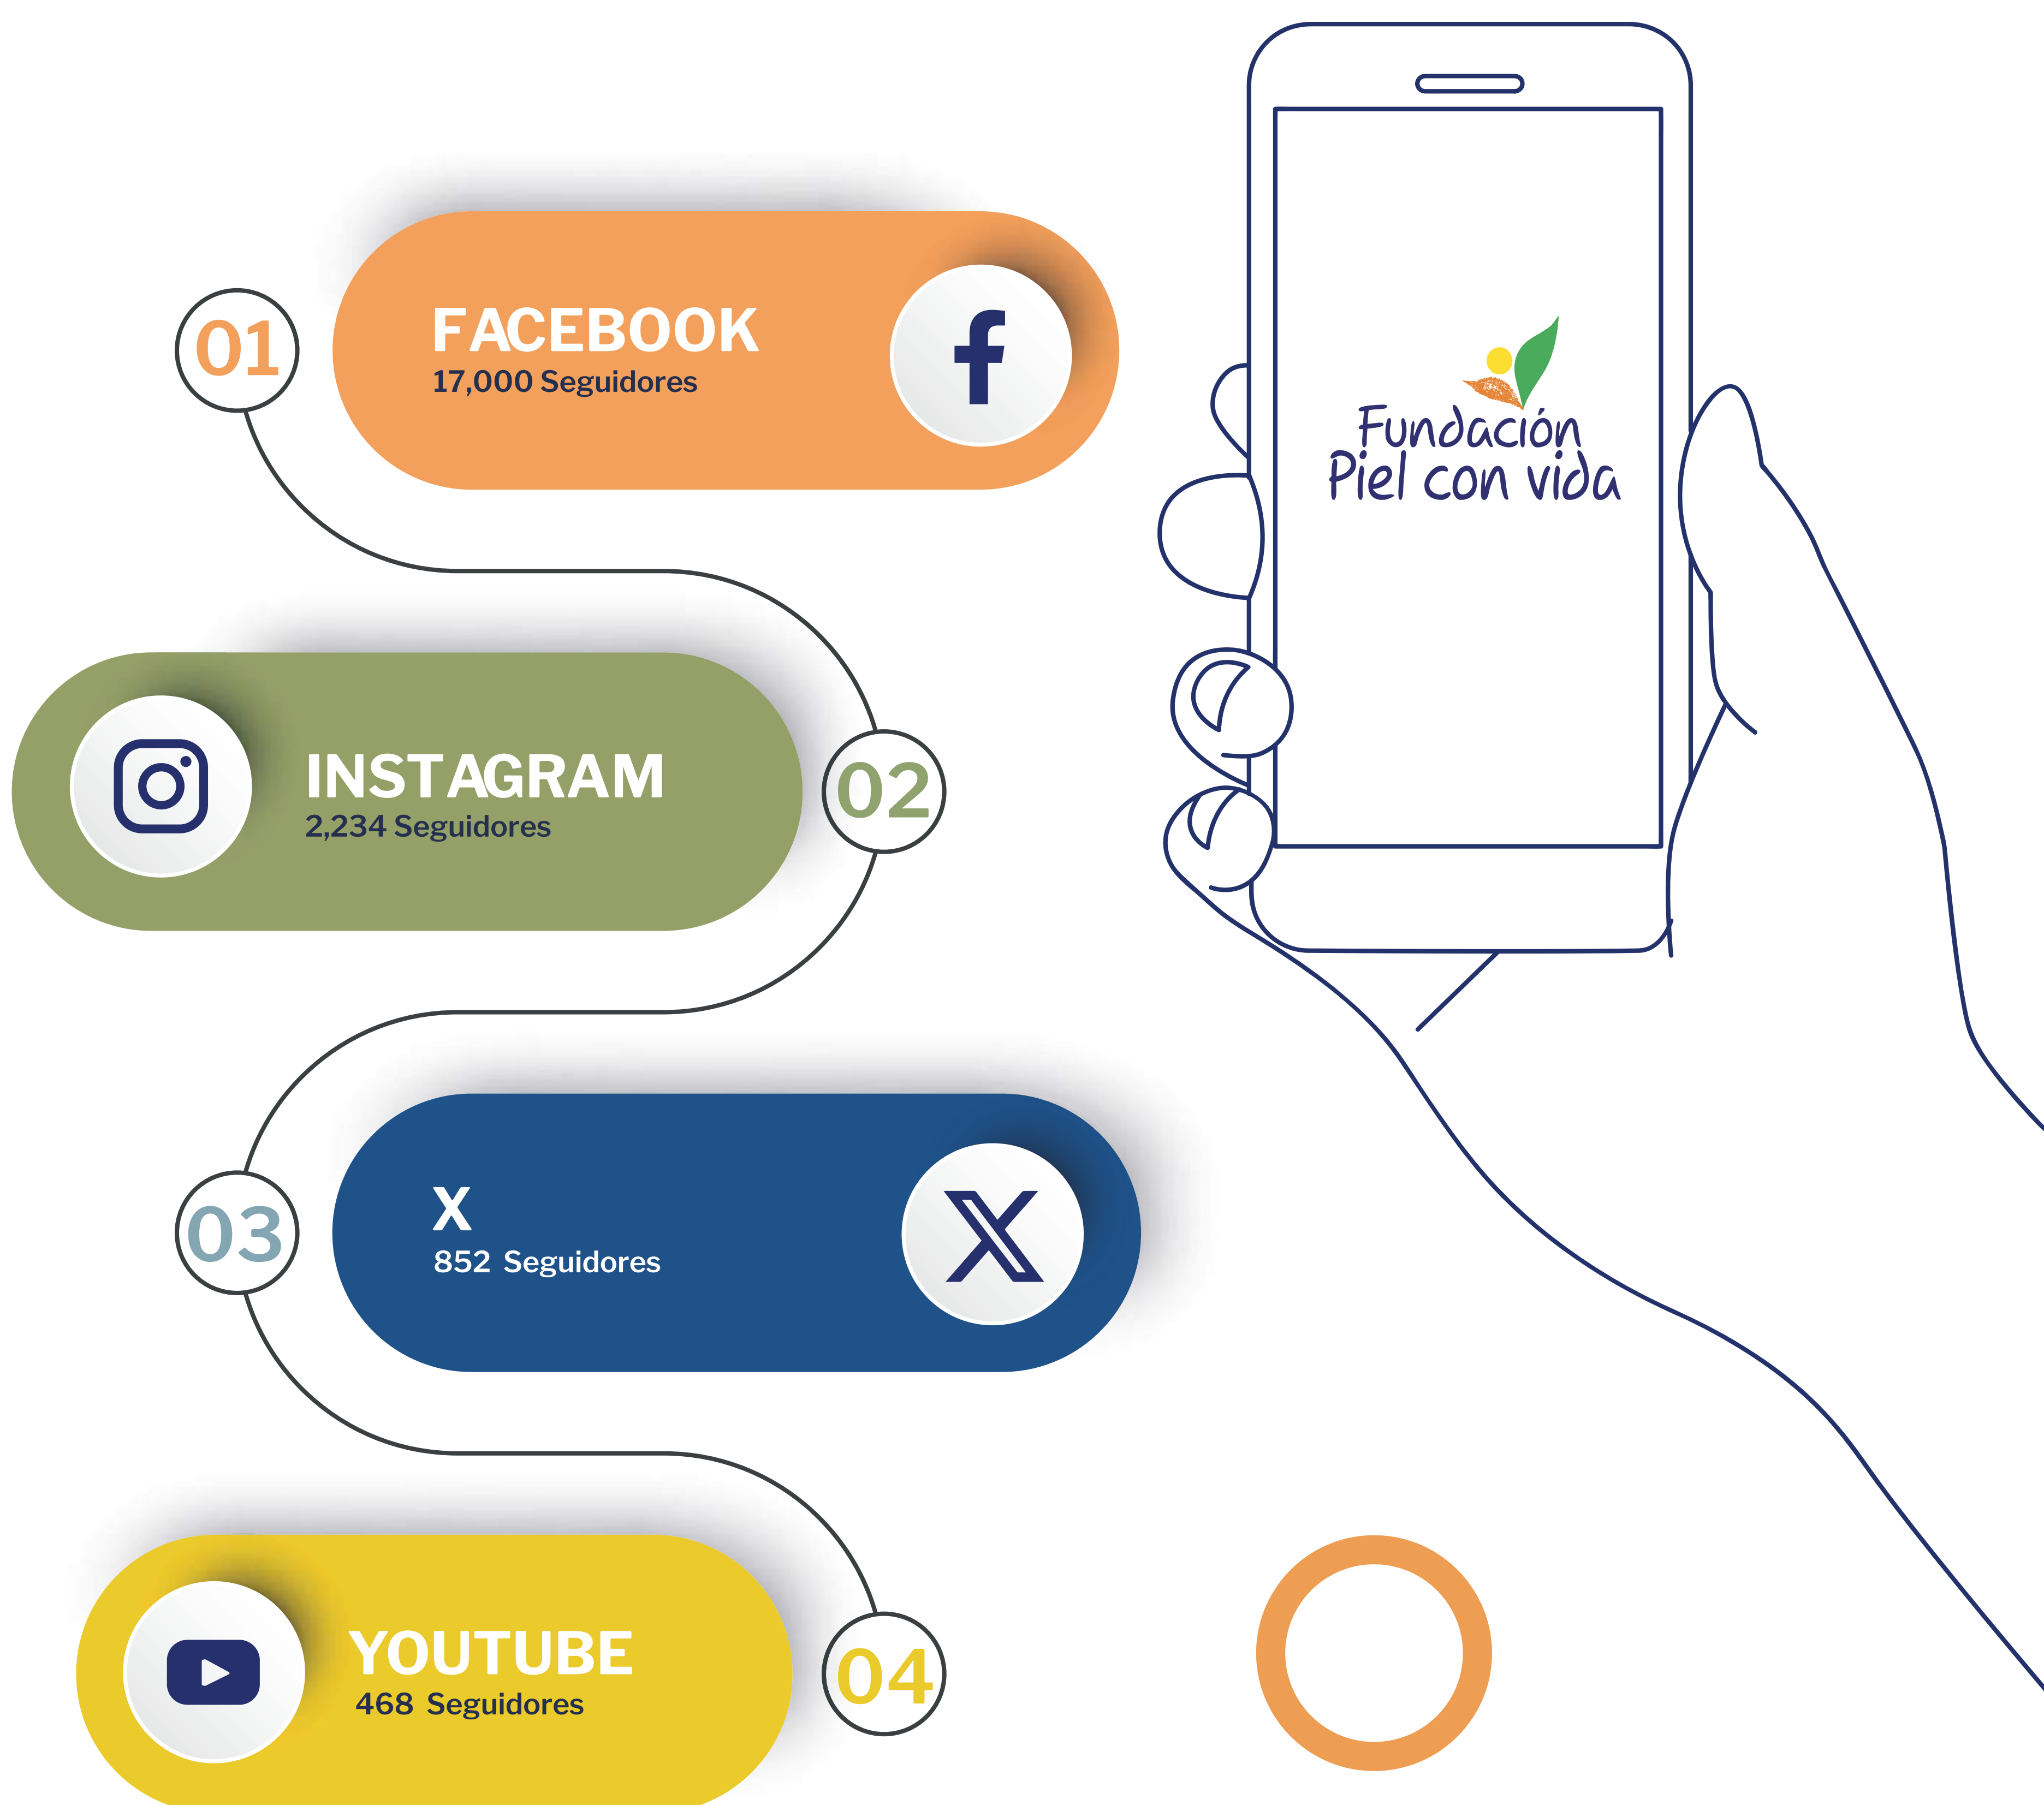 01
FACEBOOK
17,000 Seguidores
INSTAGRAM
2,234 Seguidores
02
03
X
852 Seguidores
YOUTUBE
468 Seguidores
04
Fundación
Piel con vida